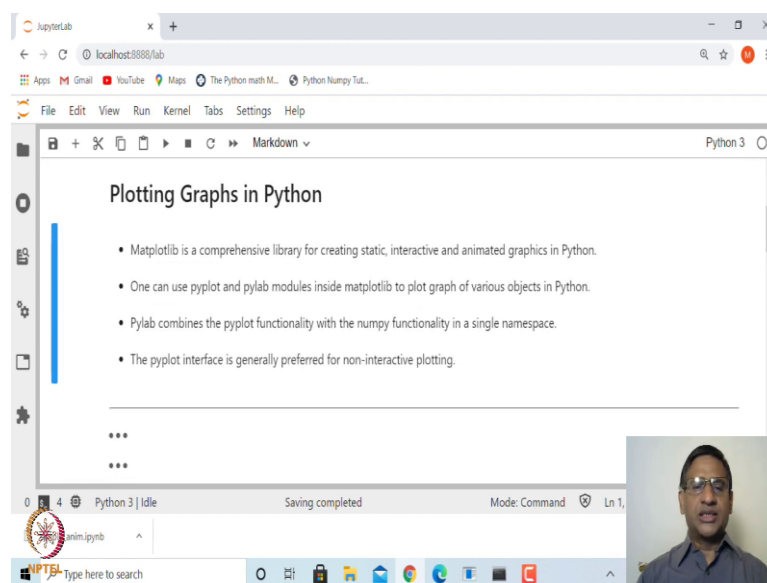 JupyterLab
localhost:8888/lab
M
Apps Gmail YouTube Maps The Python math M... Python Numpy Tut...
File Edit View Run Kernel Tabs Settings Help
Markdown Python 3
Plotting Graphs in Python
• Matplotlib is a comprehensive library for creating static, interactive and animated graphics in Python.
• One can use pyplot and pylab modules inside matplotlib to plot graph of various objects in Python.
• Pylab combines the pyplot functionality with the numpy functionality in a single namespace.
• The pyplot interface is generally preferred for non-interactive plotting.
0 4 Python 3 | Idle Saving completed Mode: Command Ln 1,
anim.ipynb
NPTEL
Type here to search